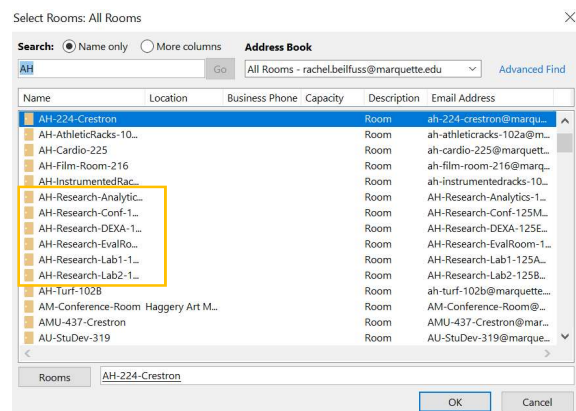 Select Rooms: All Rooms
Search: Name only More columns Address Book
AH Go All Rooms - rachel.beilfuss@marquette.edu Advanced Find
Name Location Business Phone Capacity Description Email Address
AH-224-Crestron Room ah-224-crestron@marqu...
AH-AthleticRacks-10... Room ah-athleticracks-102a@m...
AH-Cardio-225 Room ah-cardio-225@marquett...
AH-Film-Room-216 Room ah-film-room-216@marq...
AH-InstrumentedRac... Room ah-instrumentedracks-10...
AH-Research-Analytic... Room AH-Research-Analytics-1...
AH-Research-Conf-1... Room AH-Research-Conf-125M...
AH-Research-DEXA-1... Room AH-Research-DEXA-125E...
AH-Research-EvalRo... Room AH-Research-EvalRoom-1...
AH-Research-Lab1-1... Room AH-Research-Lab1-125A...
AH-Research-Lab2-1... Room AH-Research-Lab2-125B...
AH-Turf-102B Room ah-turf-102b@marquette....
AM-Conference-Room Haggery Art M... Room AM-Conference-Room@...
AMU-437-Crestron Room AMU-437-Crestron@mar...
AU-StuDev-319 Room AU-StuDev-319@marque...
Rooms AH-224-Crestron
OK Cancel